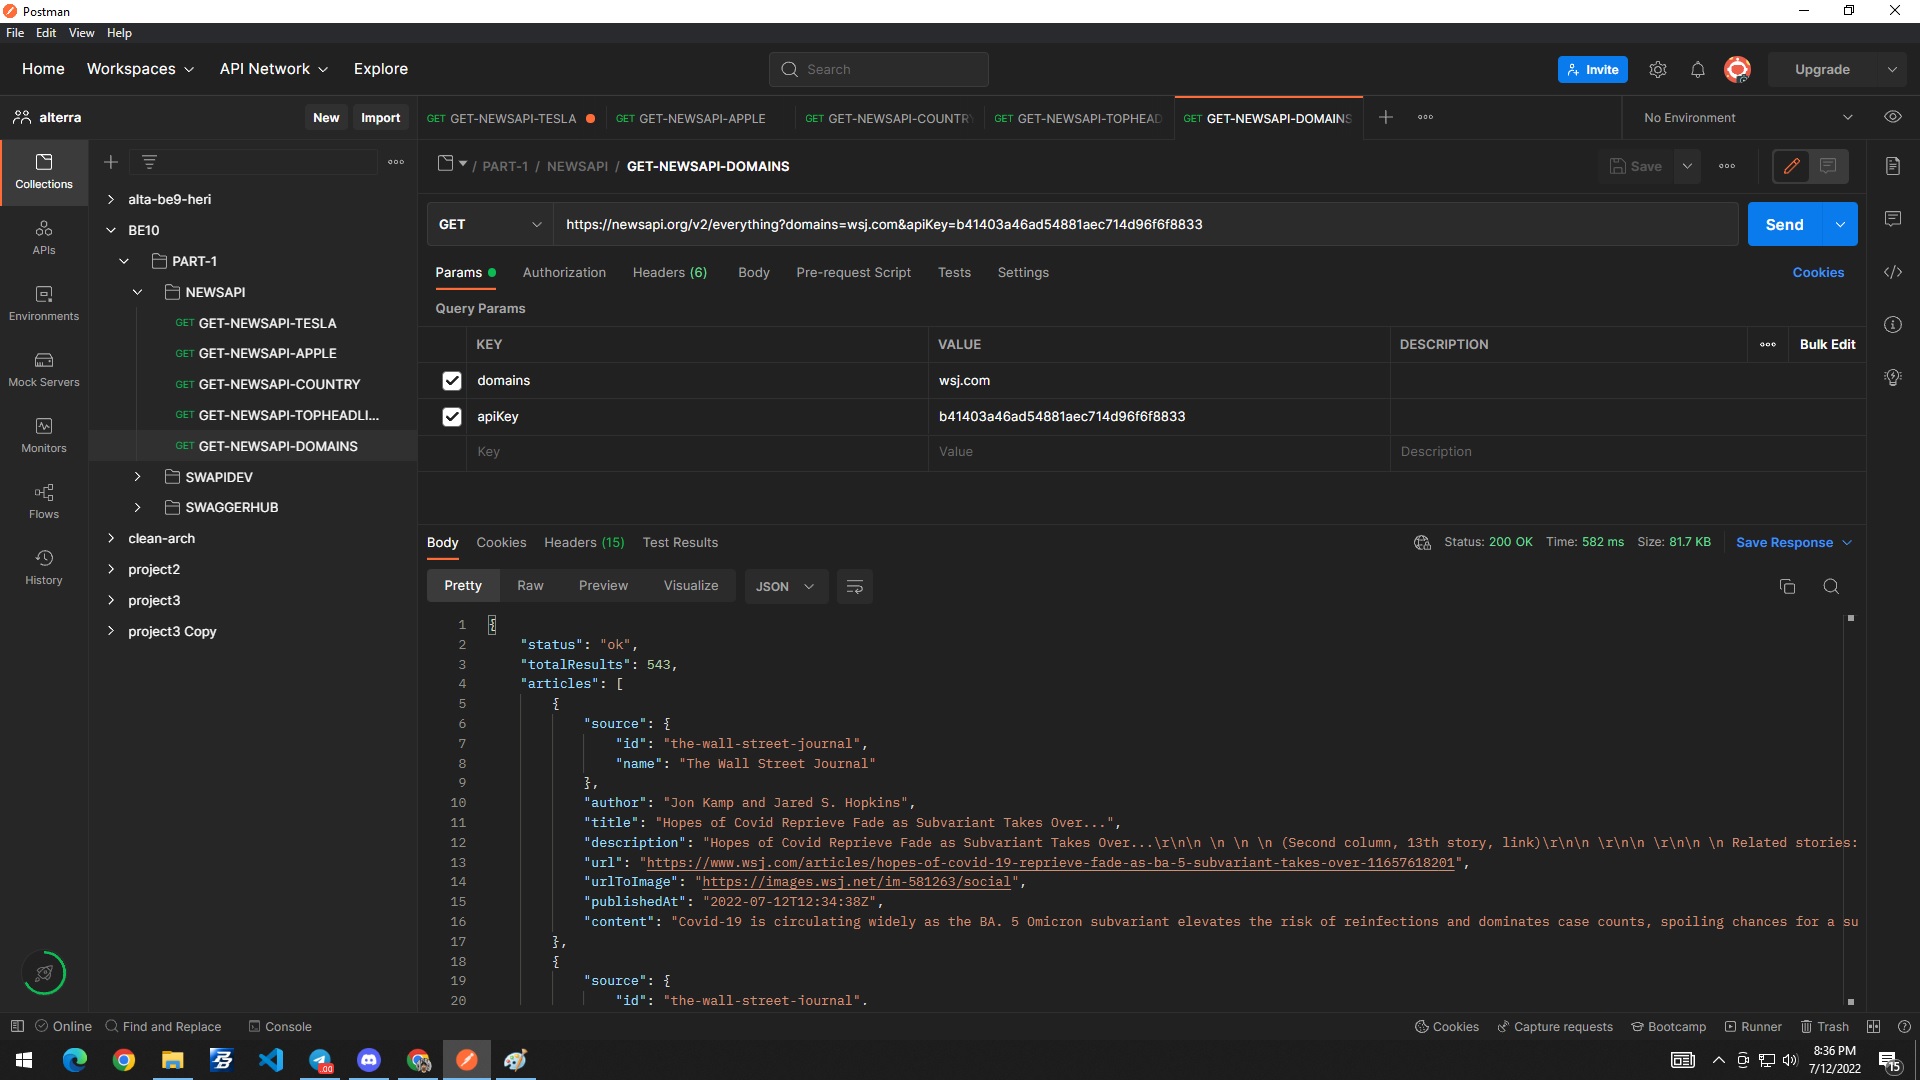 Postman
File Edit View Help
Home Workspaces API Network Explore Search Invite Upgrade
alterra New Import
GET GET-NEWSAPI-TESLA GET GET-NEWSAPI-APPLE GET GET-NEWSAPI-COUNTR GET GET-NEWSAPI-TOPHEAD GET GET-NEWSAPI-DOMAINS No Environment
Collections
APIs
Environments
Mock Servers
Monitors
Flows
History
alta-be9-heri
BE10
PART-1
NEWSAPI
GET GET-NEWSAPI-TESLA
GET GET-NEWSAPI-APPLE
GET GET-NEWSAPI-COUNTRY
GET GET-NEWSAPI-TOPHEADLI...
GET GET-NEWSAPI-DOMAINS
SWAPIDEV
SWAGGERHUB
clean-arch
project2
project3
project3 Copy
/ PART-1 / NEWSAPI / GET-NEWSAPI-DOMAINS Save
GET https://newsapi.org/v2/everything?domains=wsj.com&apiKey=b41403a46ad54881aec714d96f6f8833 Send
Params Authorization Headers (6) Body Pre-request Script Tests Settings Cookies
Query Params
KEY VALUE DESCRIPTION Bulk Edit
domains wsj.com
apiKey b41403a46ad54881aec714d96f6f8833
Key Value Description
Body Cookies Headers (15) Test Results Status: 200 OK Time: 582 ms Size: 81.7 KB Save Response
Pretty Raw Preview Visualize JSON
1 {
2 "status": "ok",
3 "totalResults": 543,
4 "articles": [
5 {
6 "source": {
7 "id": "the-wall-street-journal",
8 "name": "The Wall Street Journal"
9 },
10 "author": "Jon Kamp and Jared S. Hopkins",
11 "title": "Hopes of Covid Reprieve Fade as Subvariant Takes Over...",
12 "description": "Hopes of Covid Reprieve Fade as Subvariant Takes Over...\r\n\n \n \n \n (Second column, 13th story, link)\r\n\n \r\n\n \r\n\n \n Related stories:
13 "url": "https://www.wsj.com/articles/hopes-of-covid-19-reprieve-fade-as-ba-5-subvariant-takes-over-11657618201",
14 "urlToImage": "https://images.wsj.net/im-581263/social",
15 "publishedAt": "2022-07-12T12:34:38Z",
16 "content": "Covid-19 is circulating widely as the BA. 5 Omicron subvariant elevates the risk of reinfections and dominates case counts, spoiling chances for a su
17 },
18 {
19 "source": {
20 "id": "the-wall-street-journal".
Online Find and Replace Console Cookies Capture requests Bootcamp Runner Trash
8:36 PM
7/12/2022
15